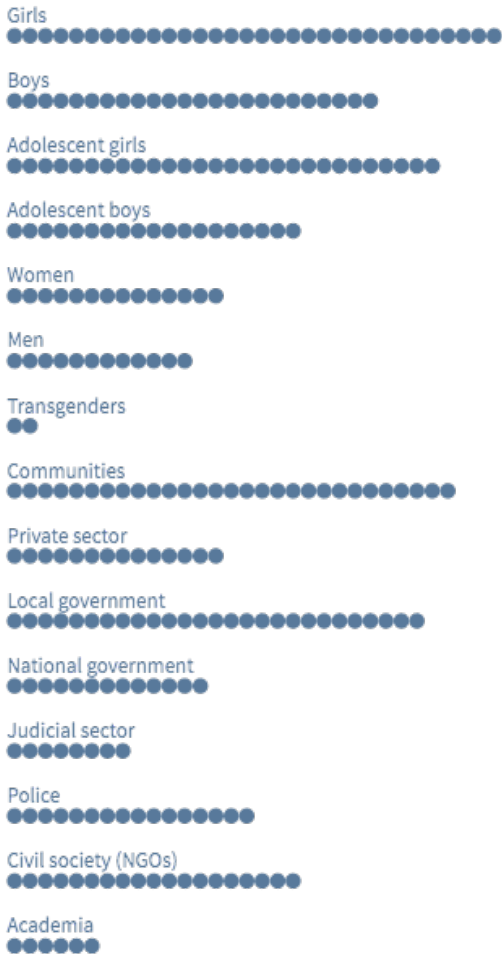 Girls
Boys
Adolescent girls
Adolescent boys
Women
Men
Transgenders
Communities
Private sector
Local government
National government
Judicial sector
Police
Civil society (NGOs)
Academia